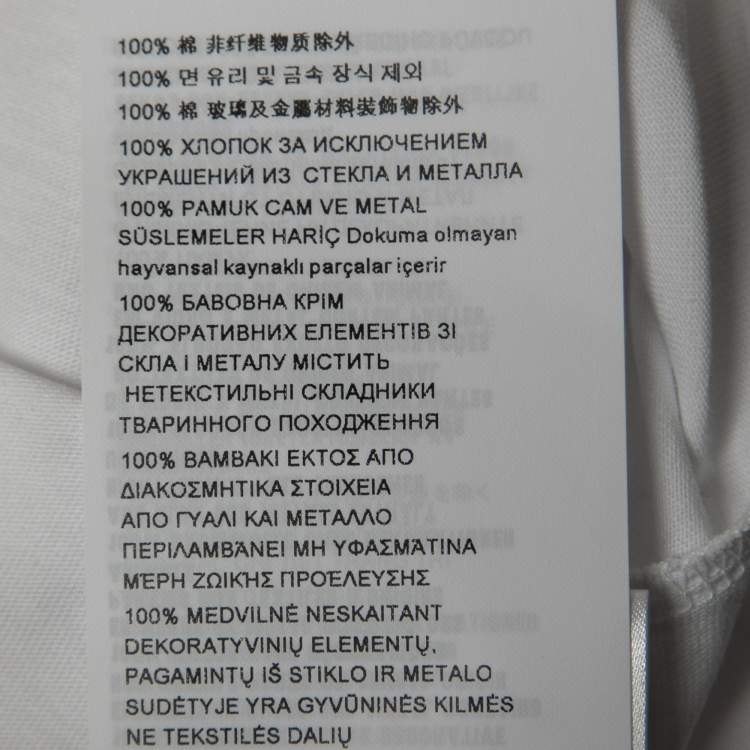 100% 棉 非纤维物质除外
100% 면 유리 및 금속 장식 제외
100% 棉 玻璃及金屬材料裝飾物除外
100% ХЛОПОК ЗА ИСКЛЮЧЕНИЕМ
УКРАШЕНИЙ ИЗ СТЕКЛА И МЕТАЛЛА
100% PAMUK CAM VE METAL
SÜSLEMELER HARİÇ Dokuma olmayan
hayvansal kaynaklı parçalar içerir
100% БАВОВНА КРІМ
ДЕКОРАТИВНИХ ЕЛЕМЕНТІВ ЗІ
СКЛА І МЕТАЛУ МІСТИТЬ
НЕТЕКСТИЛЬНІ СКЛАДНИКИ
ТВАРИННОГО ПОХОДЖЕННЯ
100% ΒΑΜΒΑΚΙ ΕΚΤΟΣ ΑΠΟ
ΔΙΑΚΟΣΜΗΤΙΚΑ ΣΤΟΙΧΕΙΑ
ΑΠΟ ΓΥΑΛΙ ΚΑΙ ΜΕΤΑΛΛΟ
ΠΕΡΙΛΑΜΒΆΝΕΙ ΜΗ ΥΦΑΣΜΆΤΙΝΑ
ΜΈΡΗ ΖΩΙΚΉΣ ΠΡΟΈΛΕΥΣΗΣ
100% MEDVILNĖ NESKAITANT
DEKORATYVINIŲ ELEMENTŲ,
PAGAMINTŲ IŠ STIKLO IR METALO
SUDĖTYJE YRA GYVŪNINĖS KILMĖS
NE TEKSTILĖS DALIŲ